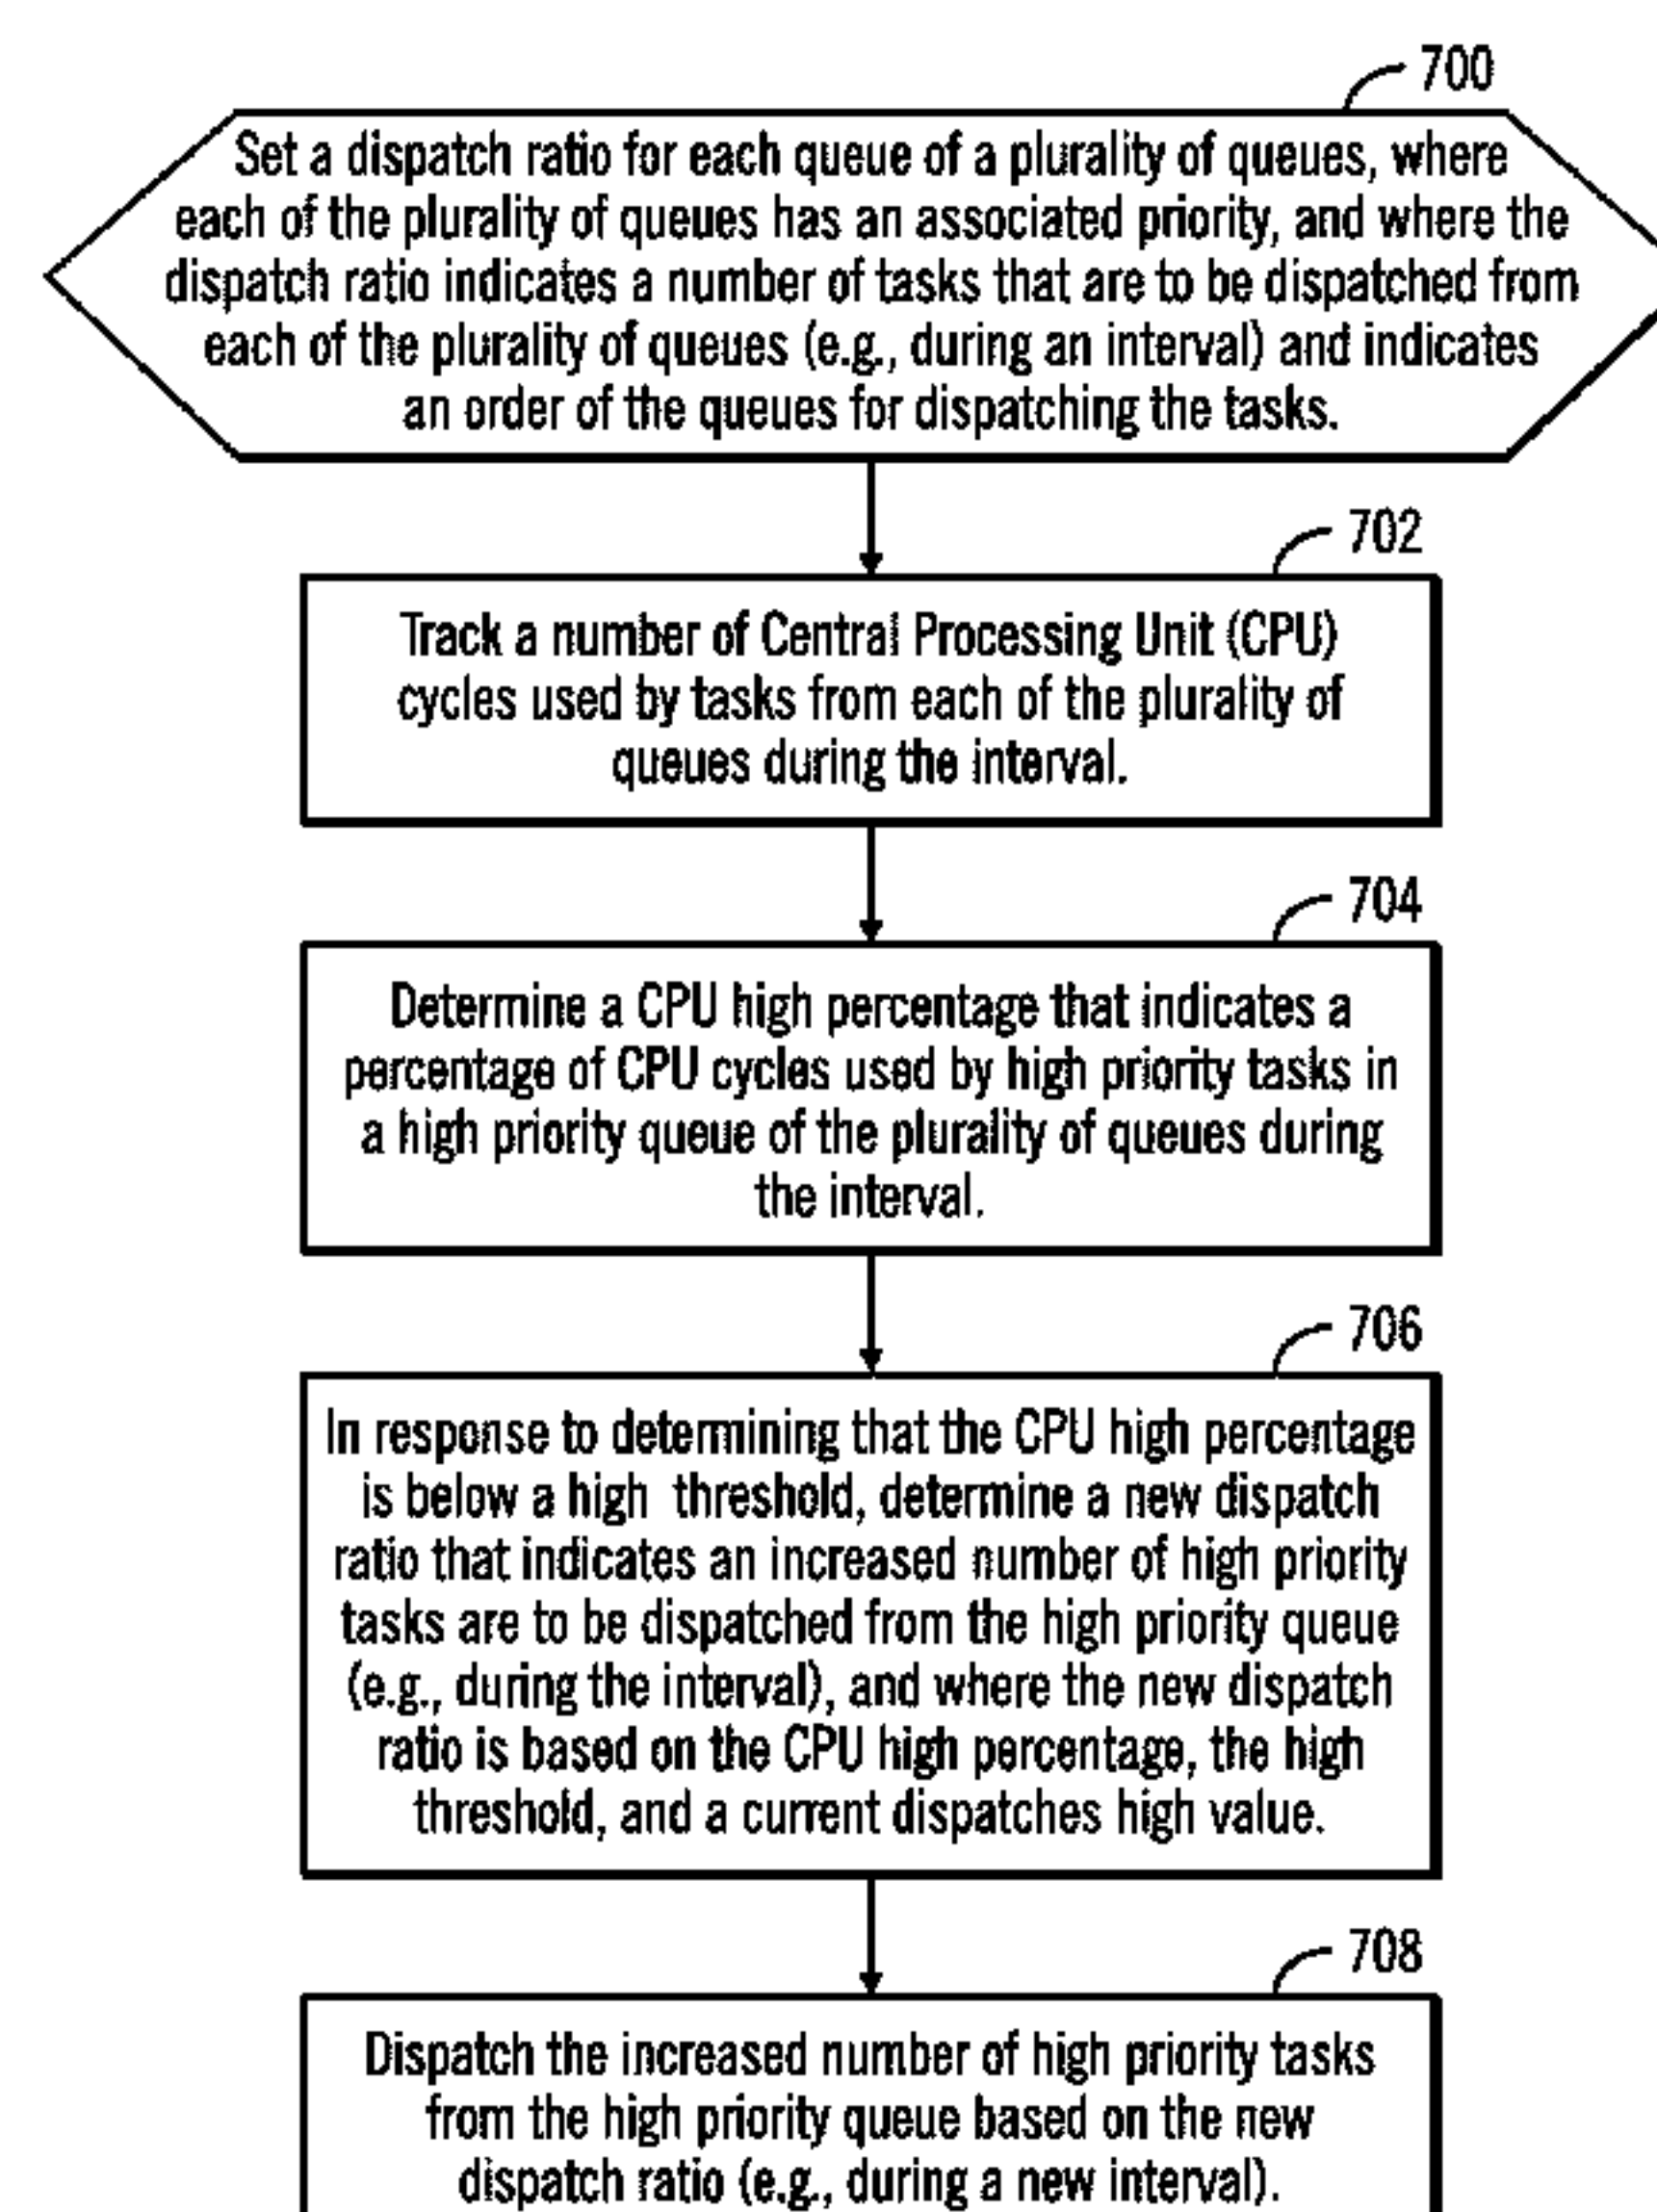 700
Set a dispatch ratio for each queue of a plurality of queues, where
each of the plurality of queues has an associated priority, and where the
dispatch ratio indicates a number of tasks that are to be dispatched from
each of the plurality of queues (e.g., during an interval) and indicates
an order of the queues for dispatching the tasks.
702
Track a number of Central Processing Unit (CPU)
cycles used by tasks from each of the plurality of
queues during the interval.
704
Determine a CPU high percentage that indicates a
percentage of CPU cycles used by high priority tasks in
a high priority queue of the plurality of queues during
the interval.
706
In response to determining that the CPU high percentage
is below a high threshold, determine a new dispatch
ratio that indicates an increased number of high priority
tasks are to be dispatched from the high priority queue
(e.g., during the interval), and where the new dispatch
ratio is based on the CPU high percentage, the high
threshold, and a current dispatches high value.
708
Dispatch the increased number of high priority tasks
from the high priority queue based on the new
dispatch ratio (e.g., during a new interval).